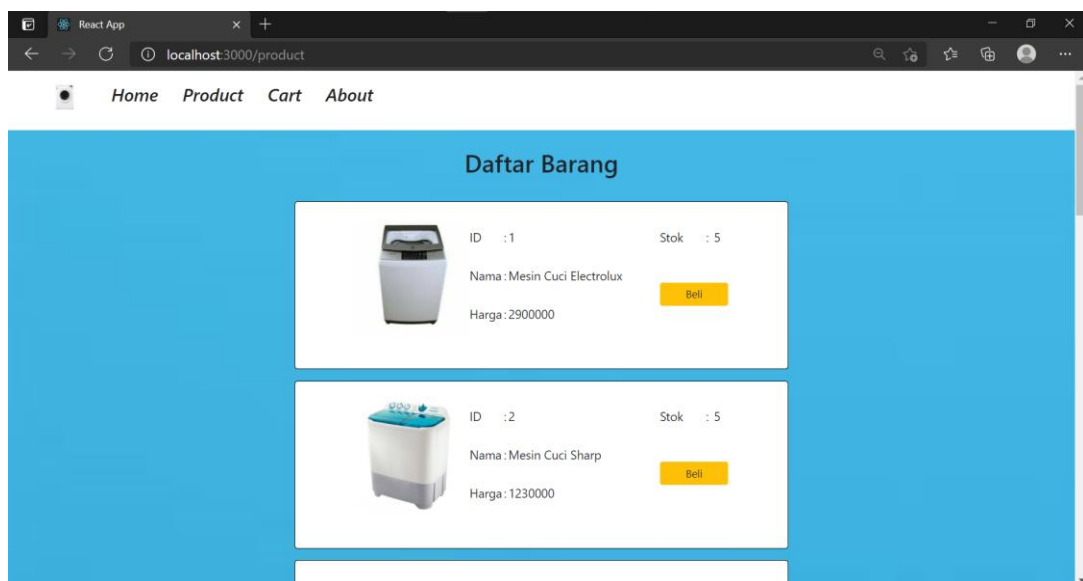 React App
localhost:3000/product
Home Product Cart About
Daftar Barang
ID : 1
Stok : 5
Nama : Mesin Cuci Electrolux
Beli
Harga : 2900000
ID : 2
Stok : 5
Nama : Mesin Cuci Sharp
Beli
Harga : 1230000